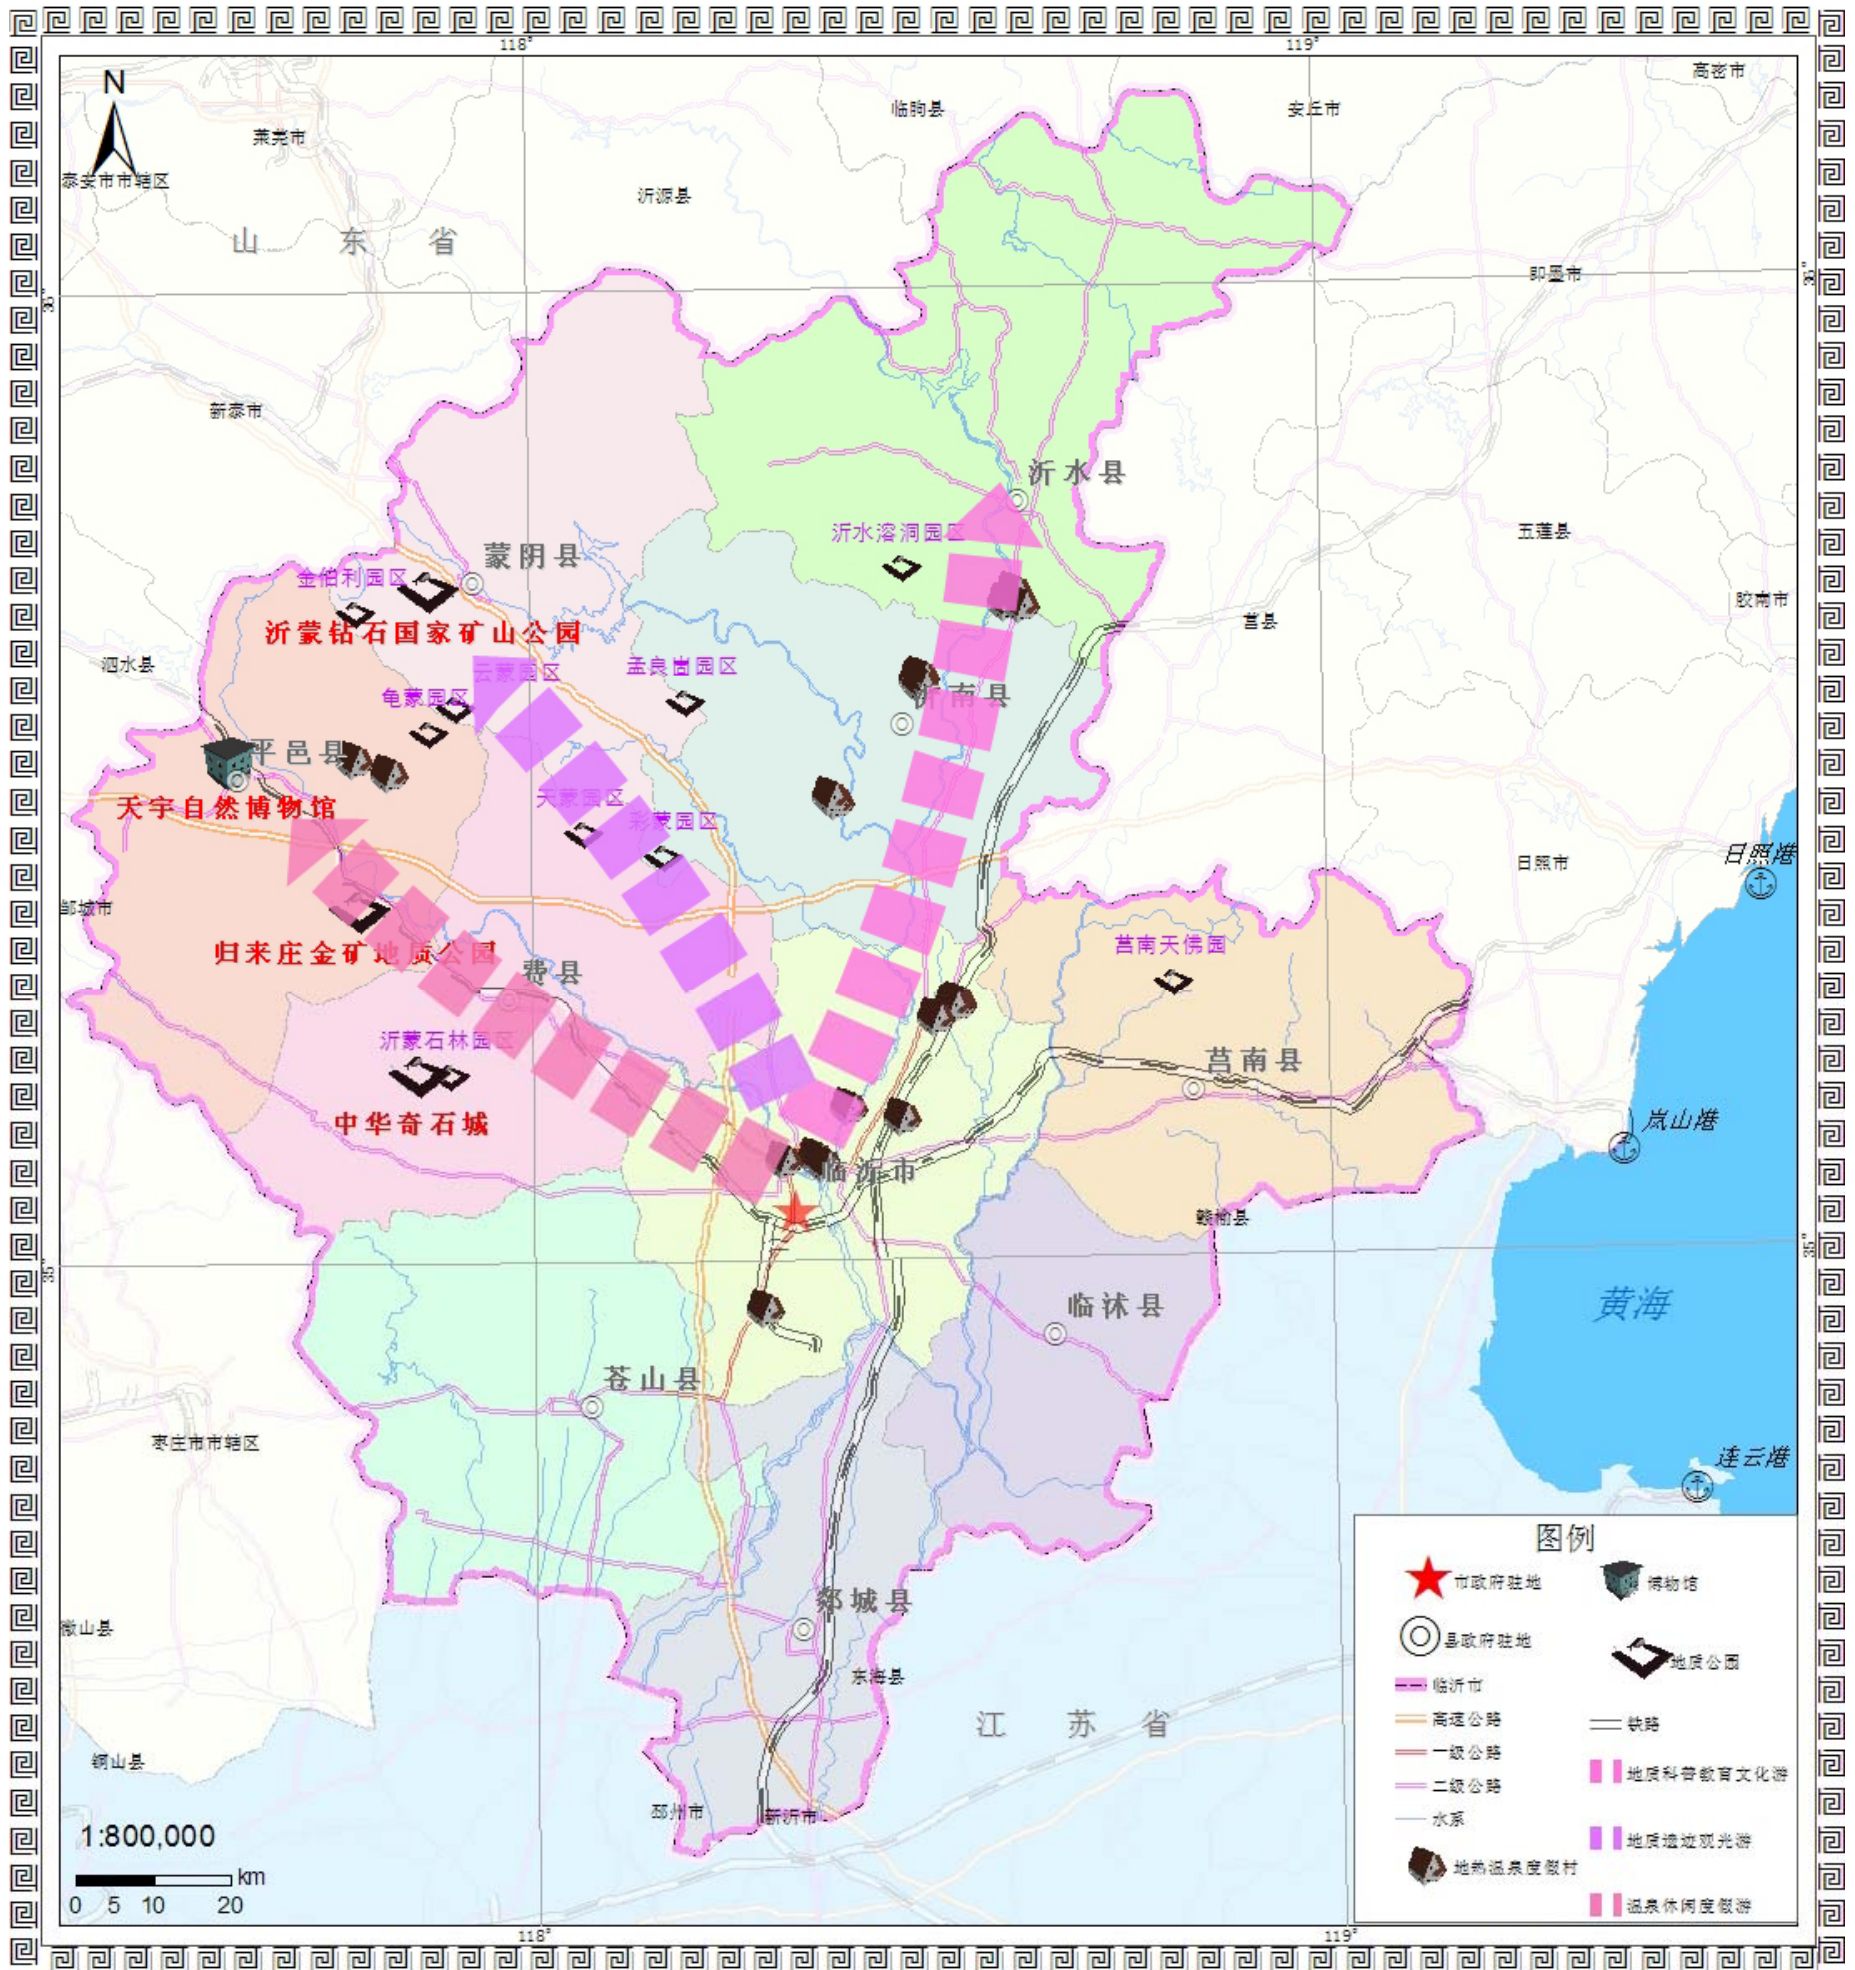 118°
119°
高密市
N
临朐县
安丘市
莱芜市
泰安市市辖区
沂源县
山东省
即墨市
36°
36°
新泰市
沂水县
沂水溶洞园区
五莲县
蒙阴县
金伯利园区
胶南市
莒县
沂蒙钻石国家矿山公园
泗水县
云蒙园区
孟良崮园区
龟蒙园区
沂南县
平邑县
天蒙园区
天宇自然博物馆
彩蒙园区
日照港
日照市
邹城市
莒南天佛园
归来庄金矿地质公园
费县
沂蒙石林园区
莒南县
中华奇石城
岚山港
临沂市
赣榆县
35°
35°
临沭县
黄海
苍山县
枣庄市市辖区
连云港
图例
市政府驻地
博物馆
县政府驻地
地质公园
临沂市
高速公路
铁路
一级公路
地质科普教育文化游
二级公路
水系
地质遗迹观光游
地热温泉度假村
温泉休闲度假游
郯城县
微山县
东海县
江苏省
铜山县
邳州市
新沂市
1:800,000
km
0 5 10 20
118°
119°